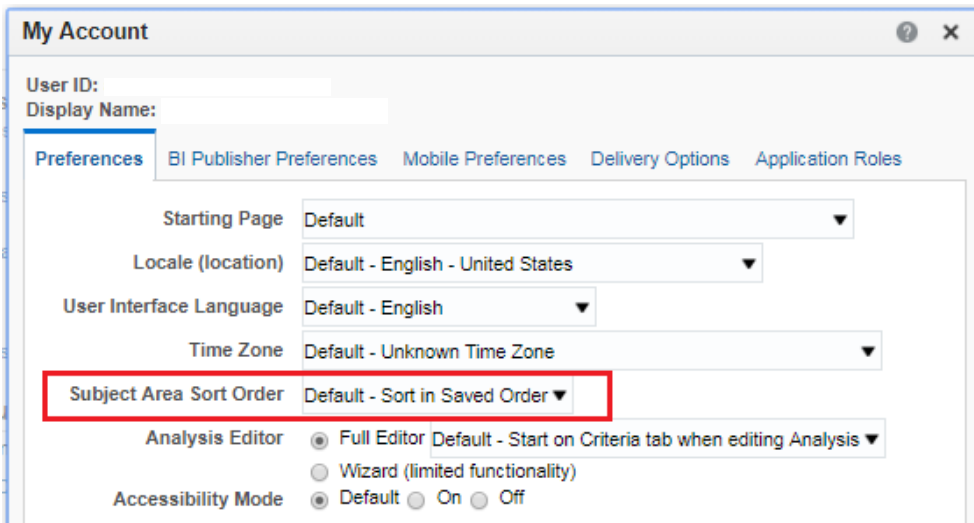 My Account
User ID:
Display Name:
Preferences BI Publisher Preferences Mobile Preferences Delivery Options Application Roles
Starting Page Default
Locale (location) Default - English - United States
User Interface Language Default - English
Time Zone Default - Unknown Time Zone
Subject Area Sort Order Default - Sort in Saved Order
Analysis Editor Full Editor Default - Start on Criteria tab when editing Analysis
Wizard (limited functionality)
Accessibility Mode Default On Off